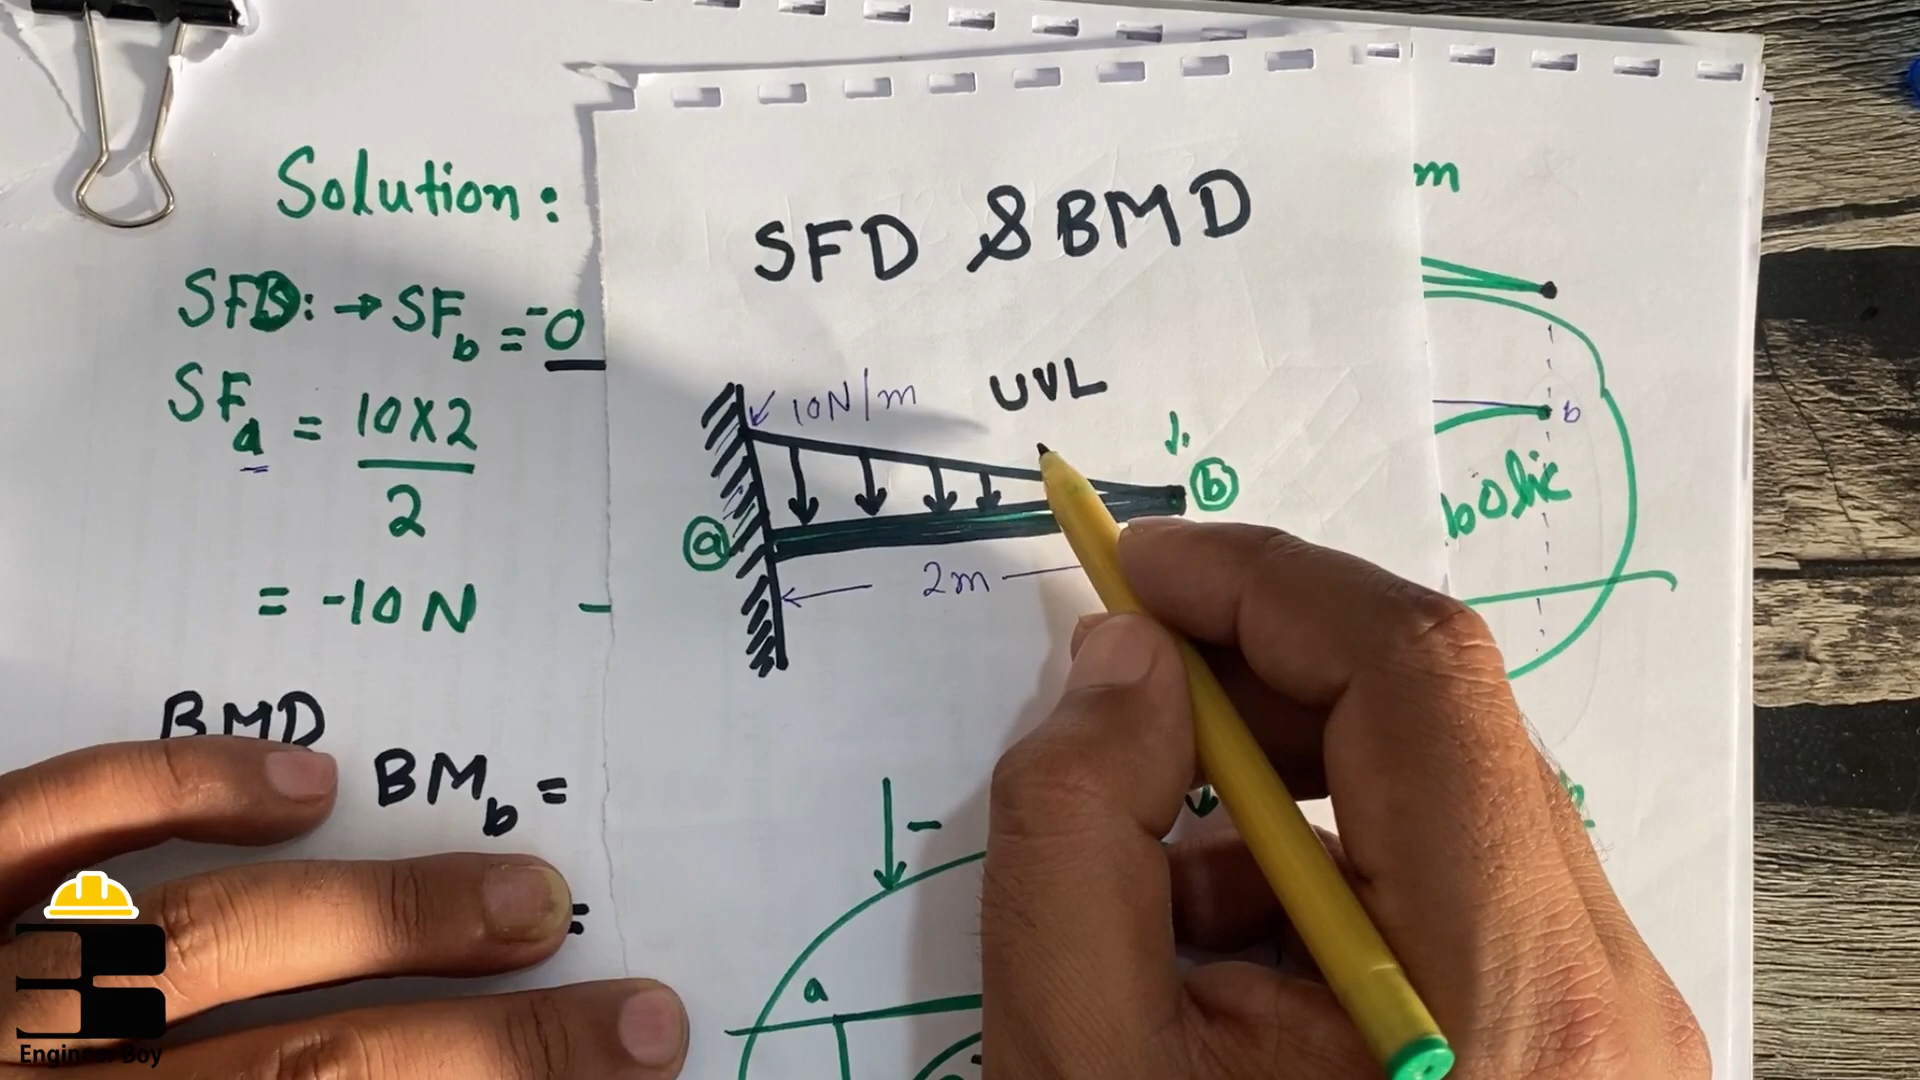 Solution:
SFD: → SF_b = -0
SF_a = 10×2
2
= -10 N
BMD
BM_b =
=
SFD & BMD
10N/m
UVL
a
b
2m
-
a
m
b
bolic
Engineer Boy